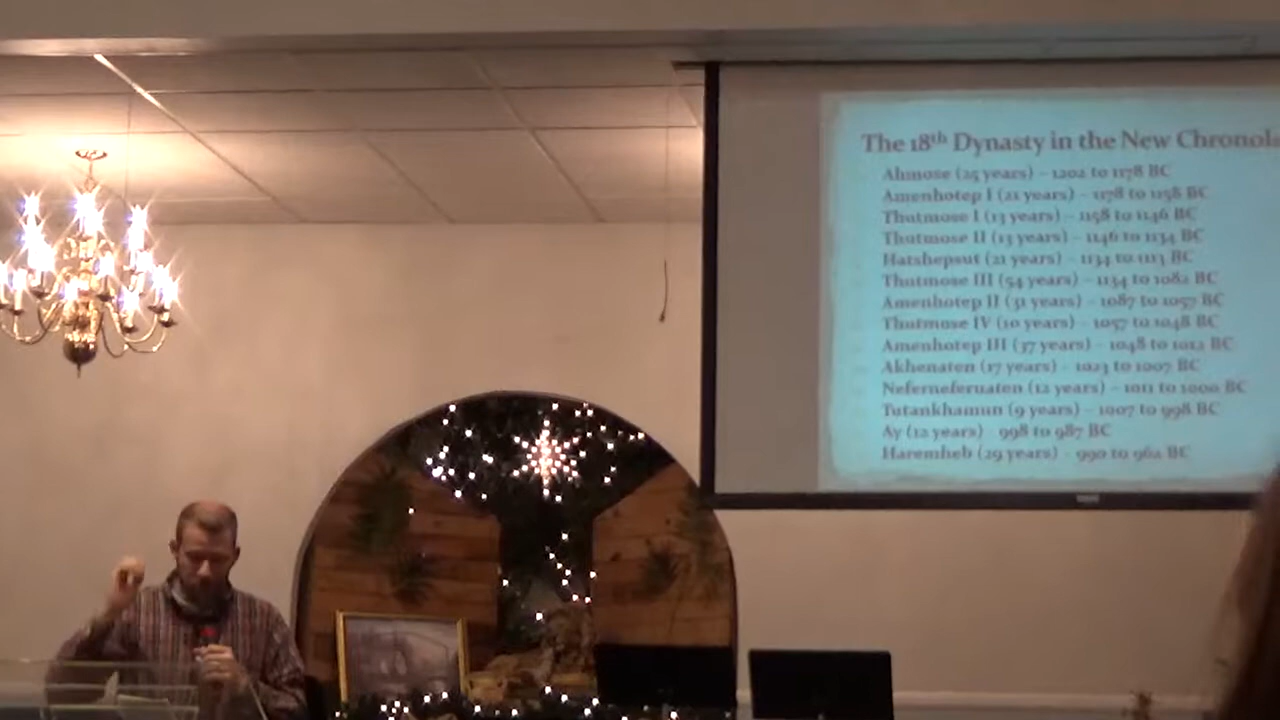 The 18th Dynasty in the New Chronolo
Ahmose (25 years) – 1202 to 1178 BC
Amenhotep I (21 years) – 1178 to 1158 BC
Thutmose I (13 years) – 1158 to 1146 BC
Thutmose II (13 years) – 1146 to 1134 BC
Hatshepsut (21 years) – 1134 to 1113 BC
Thutmose III (54 years) – 1134 to 1082 BC
Amenhotep II (31 years) – 1087 to 1057 BC
Thutmose IV (10 years) – 1057 to 1048 BC
Amenhotep III (37 years) – 1048 to 1012 BC
Akhenaten (17 years) – 1023 to 1007 BC
Neferneferuaten (12 years) – 1011 to 1000 BC
Tutankhamun (9 years) – 1007 to 998 BC
Ay (12 years) – 998 to 987 BC
Haremheb (29 years) – 990 to 962 BC